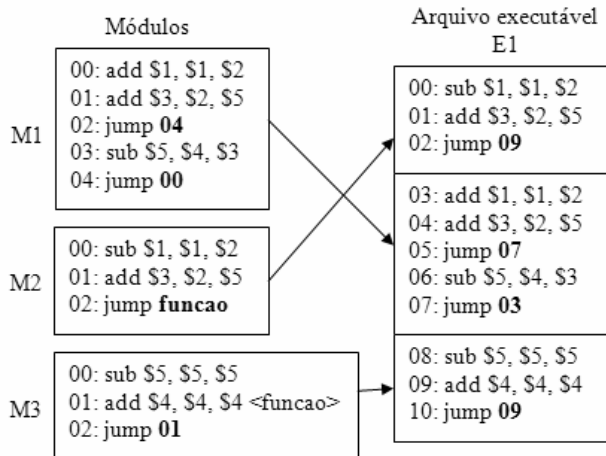 Módulos
M1
00: add $1, $1, $2
01: add $3, $2, $5
02: jump 04
03: sub $5, $4, $3
04: jump 00
M2
00: sub $1, $1, $2
01: add $3, $2, $5
02: jump funcao
M3
00: sub $5, $5, $5
01: add $4, $4, $4 <funcao>
02: jump 01
Arquivo executável
E1
00: sub $1, $1, $2
01: add $3, $2, $5
02: jump 09
03: add $1, $1, $2
04: add $3, $2, $5
05: jump 07
06: sub $5, $4, $3
07: jump 03
08: sub $5, $5, $5
09: add $4, $4, $4
10: jump 09